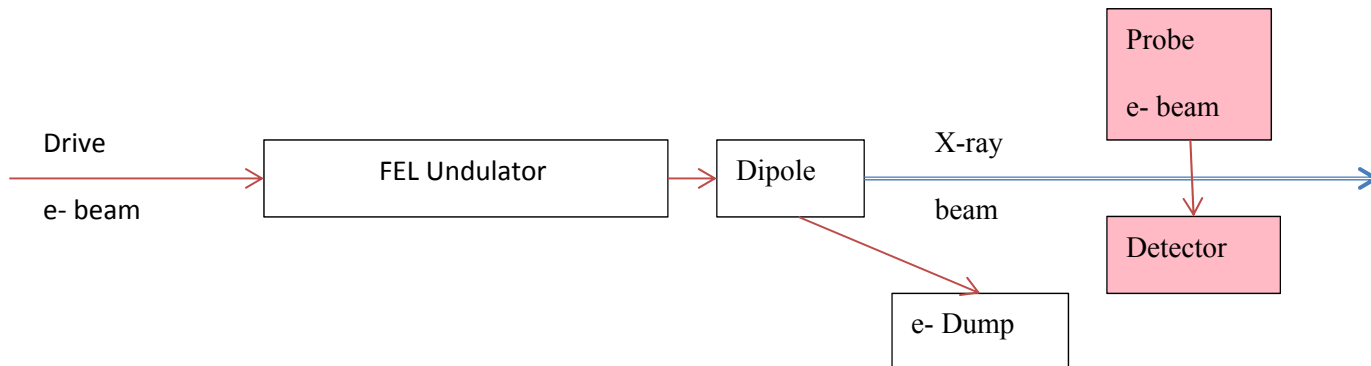 Drive
e- beam
FEL Undulator
Dipole
X-ray
beam
Probe
e- beam
Detector
e- Dump